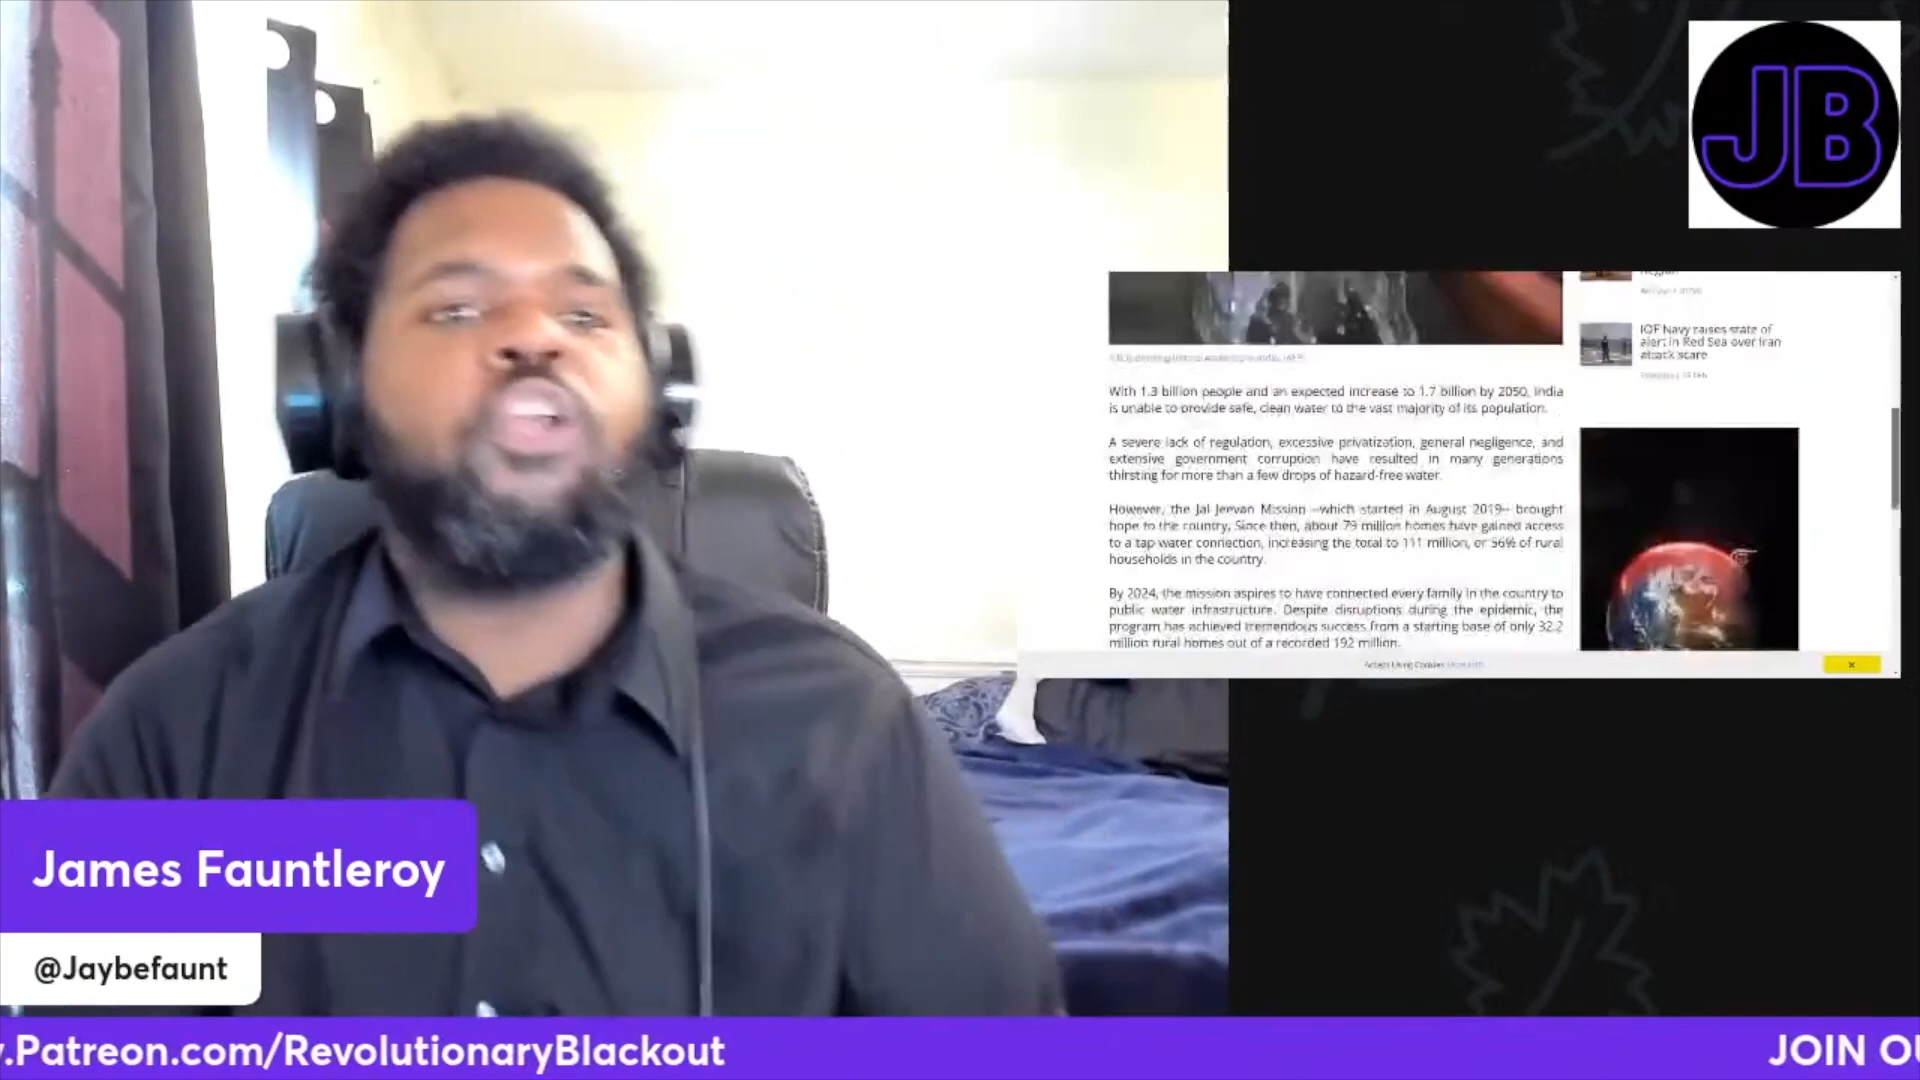 JB
IOF Navy raises state of
alert in Red Sea over Iran
attack scare
With 1.3 billion people and an expected increase to 1.7 billion by 2050, India
is unable to provide safe, clean water to the vast majority of its population.
A severe lack of regulation, excessive privatization, general negligence, and
extensive government corruption have resulted in many generations
thirsting for more than a few drops of hazard-free water.
However, the Jal Jeevan Mission –which started in August 2019– brought
hope to the country. Since then, about 79 million homes have gained access
to a tap water connection, increasing the total to 111 million, or 56% of rural
households in the country.
By 2024, the mission aspires to have connected every family in the country to
public water infrastructure. Despite disruptions during the epidemic, the
program has achieved tremendous success from a starting base of only 32.2
million rural homes out of a recorded 192 million.
Accept Using Cookies
x
James Fauntleroy
@Jaybefaunt
.Patreon.com/RevolutionaryBlackout
JOIN OU